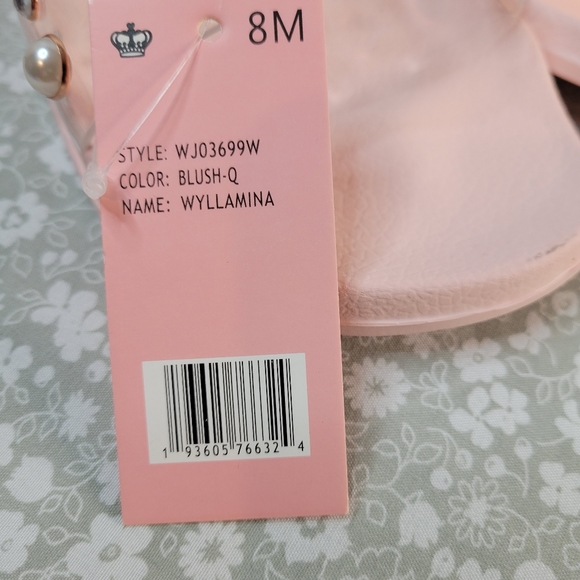 8M
STYLE: WJ03699W
COLOR: BLUSH-Q
NAME: WYLLAMINA
1 93605 76632 4